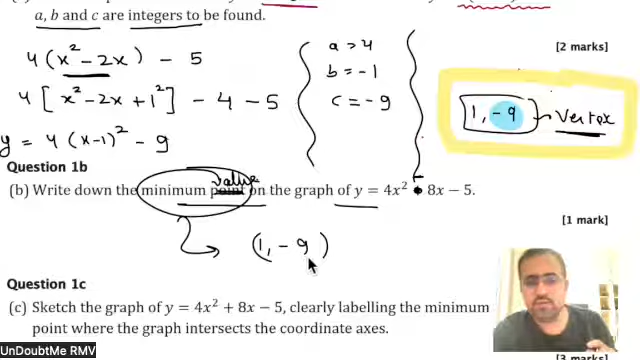 a, b and c are integers to be found.
[2 marks]
4(x² − 2x) − 5
4[x² − 2x + 1²] − 4 − 5
y = 4(x−1)² − 9
a > 4
b = −1
c = −9
1, −9 Vertex
Question 1b
value
(b) Write down the minimum point on the graph of y = 4x² 8x − 5.
[1 mark]
(1, −9)
Question 1c
(c) Sketch the graph of y = 4x² + 8x − 5, clearly labelling the minimum
point where the graph intersects the coordinate axes.
[3 marks]
UnDoubtMe RMV